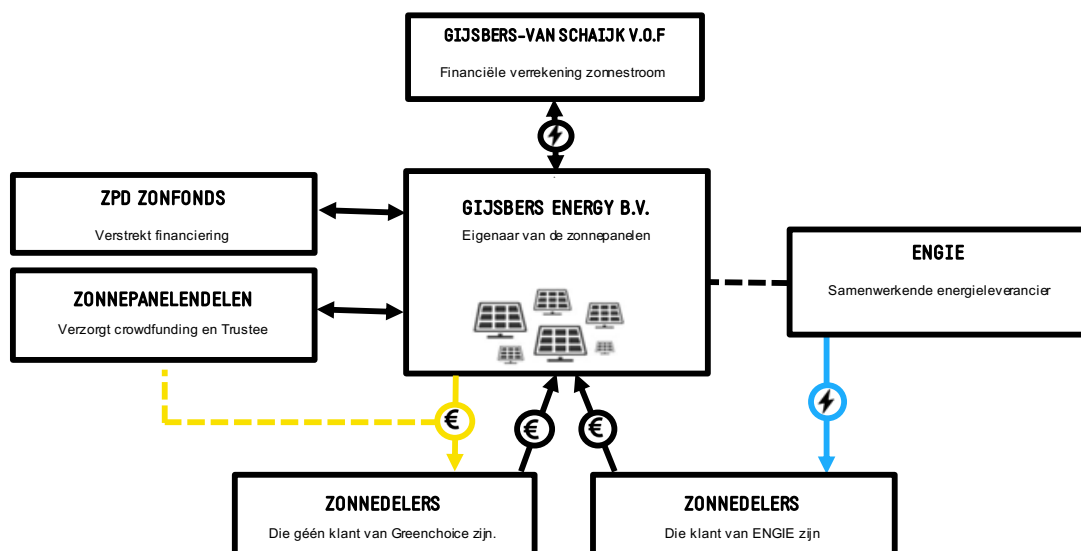 GIJSBERS-VAN SCHAIJK V.O.F
Financiële verrekening zonnestroom
ZPD ZONFONDS
Verstrekt financiering
GIJSBERS ENERGY B.V.
Eigenaar van de zonnepanelen
ENGIE
Samenwerkende energieleverancier
ZONNEPANELENDELEN
Verzorgt crowdfunding en Trustee
€
€
€
ZONNEDELERS
Die géén klant van Greenchoice zijn.
ZONNEDELERS
Die klant van ENGIE zijn